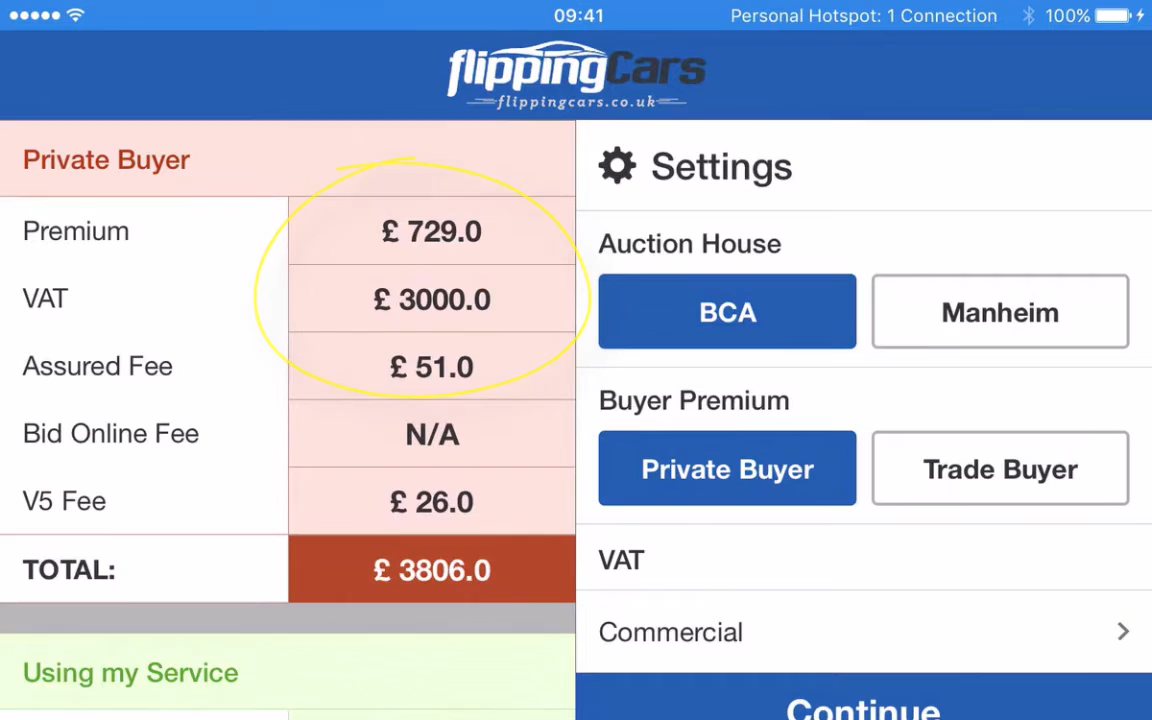 09:41
Personal Hotspot: 1 Connection
100%
flippingCars
flippingcars.co.uk
Private Buyer
Premium £ 729.0
VAT £ 3000.0
Assured Fee £ 51.0
Bid Online Fee N/A
V5 Fee £ 26.0
TOTAL: £ 3806.0
Using my Service
Settings
Auction House
BCA Manheim
Buyer Premium
Private Buyer Trade Buyer
VAT
Commercial
Continue